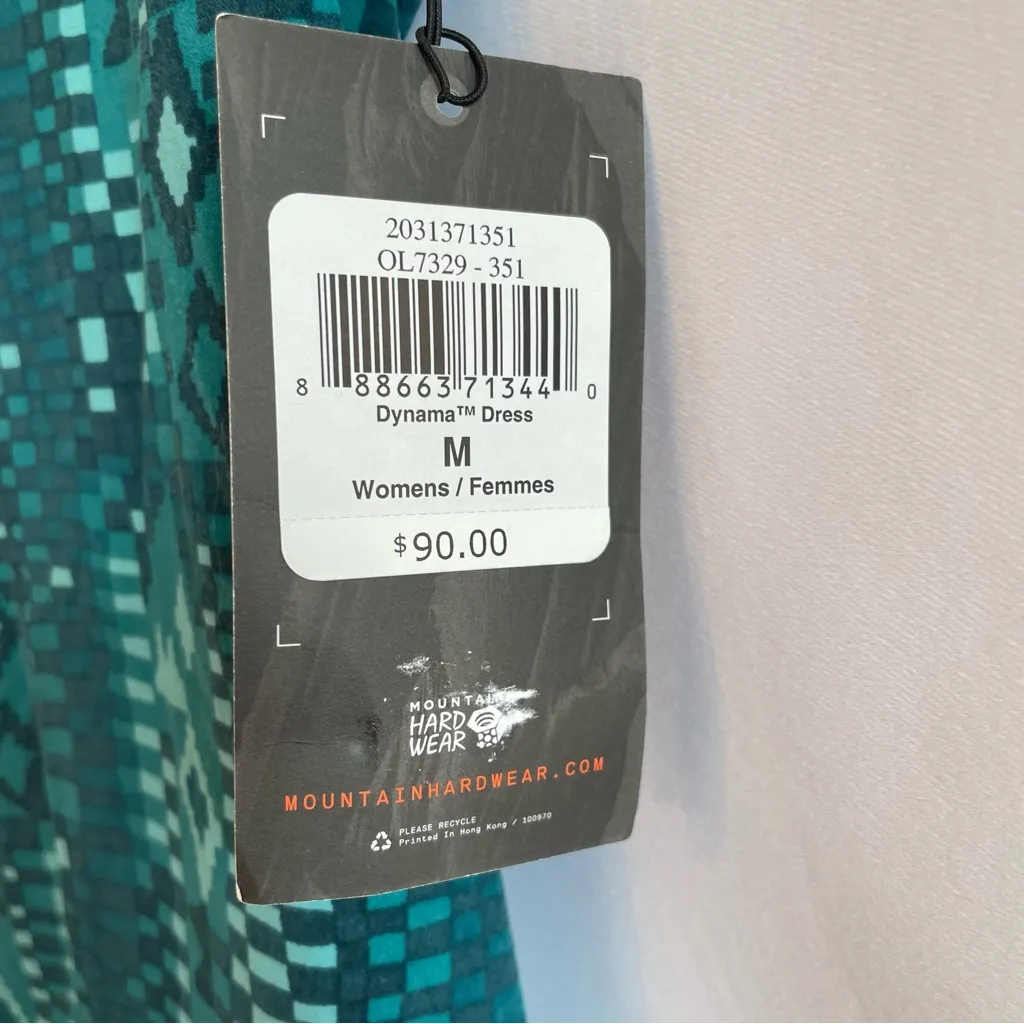 2031371351
OL7329 - 351
8 88663 71344 0
Dynama™ Dress
M
Womens / Femmes
$90.00
MOUNTAIN
HARD
WEAR
MOUNTAINHARDWEAR.COM
PLEASE RECYCLE
Printed In Hong Kong / 100970